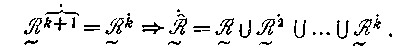 ℛ̰^(k+1) = ℛ̰^k ⇒ ℛ̰̂ = ℛ̰ ⋃ ℛ̰^2 ⋃ ... ⋃ ℛ̰^k.